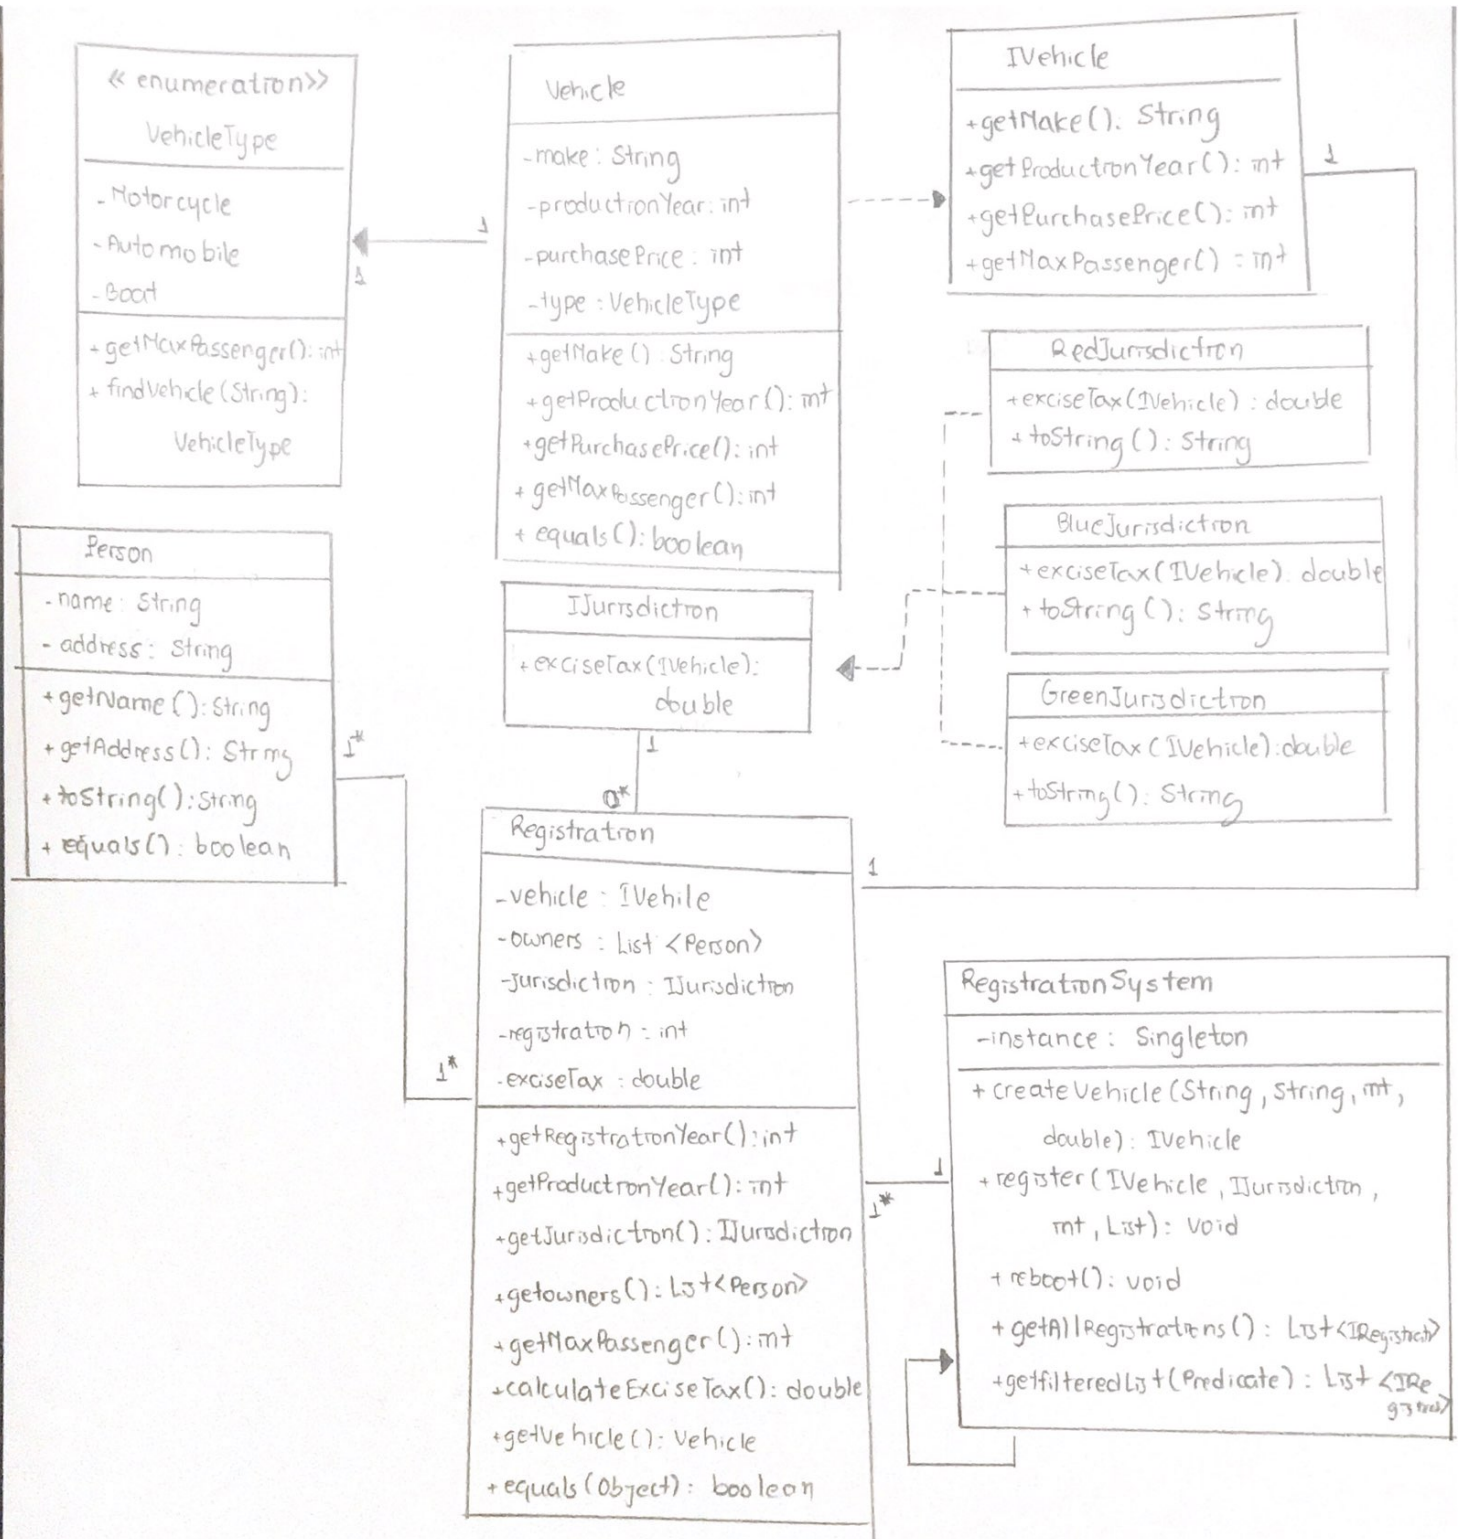 << enumeration>>
VehicleType
-Motorcycle
-Automobile
-Boat
+getMaxPassenger(): int
+ findVehicle(String):
VehicleType
Vehicle
-make: String
-productionYear: int
-purchasePrice: int
-type: VehicleType
+getMake(): String
+getProductionYear(): int
+getPurchasePrice(): int
+ getMaxPassenger(): int
+ equals(): boolean
IVehicle
+getMake(): String
+getProductionYear(): int
+getPurchasePrice(): int
+getMaxPassenger() : int
1
1
1
RedJurisdiction
+exciseTax(IVehicle) : double
+ toString(): String
BlueJurisdiction
+exciseTax(IVehicle): double
+ toString(): String
GreenJurisdiction
+exciseTax(IVehicle):double
+toString(): String
Person
-name: String
- address: String
+getName(): String
+getAddress(): String
+toString(): String
+ equals(): boolean
1*
IJurisdiction
+exciseTax(IVehicle):
double
1
0*
Registration
-vehicle : IVehile
-owners : List <Person>
-jurisdiction : IJurisdiction
-registration : int
-exciseTax : double
+getRegistrationYear(): int
+getProductionYear(): int
+getJurisdiction(): IJurisdiction
+getowners(): List<Person>
+getMaxPassenger(): int
+calculateExciseTax(): double
+getVehicle(): Vehicle
+equals(Object): boolean
1
1*
1
1*
RegistrationSystem
-instance: Singleton
+ createVehicle(String, String, int,
double): IVehicle
+register(IVehicle, IJurisdiction,
int, List): void
+reboot(): void
+getAllRegistrations(): List<IRegistrati>
+getfilteredList(Predicate): List <IRe